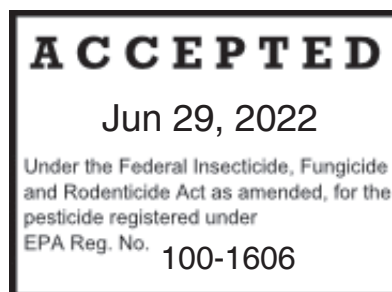 ACCEPTED
Jun 29, 2022
Under the Federal Insecticide, Fungicide
and Rodenticide Act as amended, for the
pesticide registered under
EPA Reg. No. 100-1606